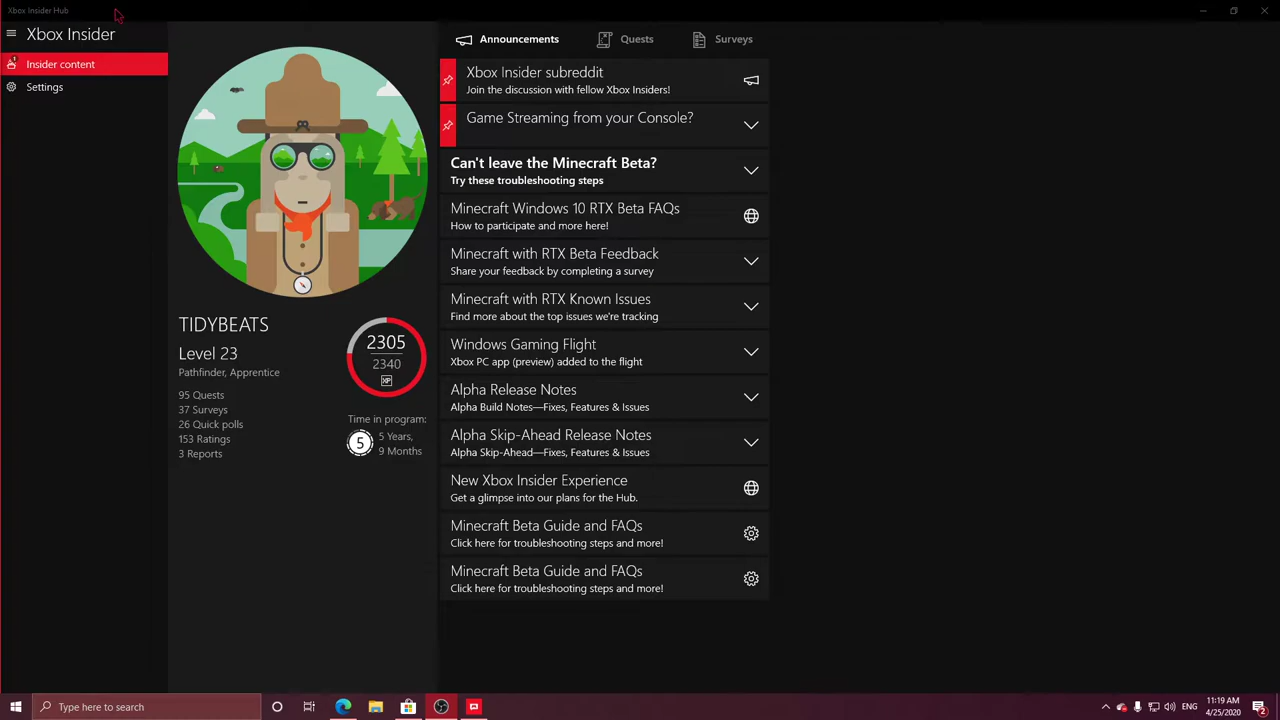 Xbox Insider Hub
Xbox Insider
Insider content
Settings
TIDYBEATS
Level 23
Pathfinder, Apprentice
95 Quests
37 Surveys
26 Quick polls
153 Ratings
3 Reports
2305
2340
XP
Time in program:
5
5 Years,
9 Months
Announcements
Quests
Surveys
Xbox Insider subreddit
Join the discussion with fellow Xbox Insiders!
Game Streaming from your Console?
Can't leave the Minecraft Beta?
Try these troubleshooting steps
Minecraft Windows 10 RTX Beta FAQs
How to participate and more here!
Minecraft with RTX Beta Feedback
Share your feedback by completing a survey
Minecraft with RTX Known Issues
Find more about the top issues we're tracking
Windows Gaming Flight
Xbox PC app (preview) added to the flight
Alpha Release Notes
Alpha Build Notes—Fixes, Features & Issues
Alpha Skip-Ahead Release Notes
Alpha Skip-Ahead—Fixes, Features & Issues
New Xbox Insider Experience
Get a glimpse into our plans for the Hub.
Minecraft Beta Guide and FAQs
Click here for troubleshooting steps and more!
Minecraft Beta Guide and FAQs
Click here for troubleshooting steps and more!
Type here to search
ENG
11:19 AM
4/25/2020
2